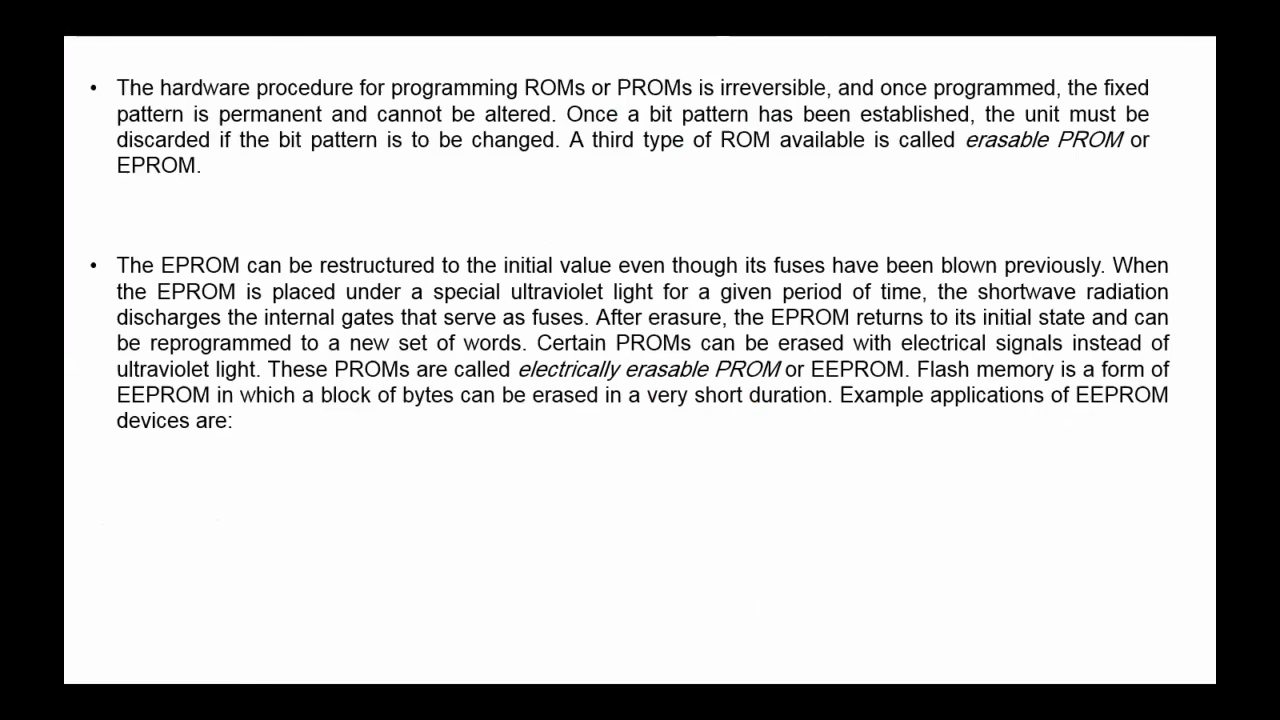 • The hardware procedure for programming ROMs or PROMs is irreversible, and once programmed, the fixed
pattern is permanent and cannot be altered. Once a bit pattern has been established, the unit must be
discarded if the bit pattern is to be changed. A third type of ROM available is called erasable PROM or
EPROM.
• The EPROM can be restructured to the initial value even though its fuses have been blown previously. When
the EPROM is placed under a special ultraviolet light for a given period of time, the shortwave radiation
discharges the internal gates that serve as fuses. After erasure, the EPROM returns to its initial state and can
be reprogrammed to a new set of words. Certain PROMs can be erased with electrical signals instead of
ultraviolet light. These PROMs are called electrically erasable PROM or EEPROM. Flash memory is a form of
EEPROM in which a block of bytes can be erased in a very short duration. Example applications of EEPROM
devices are: